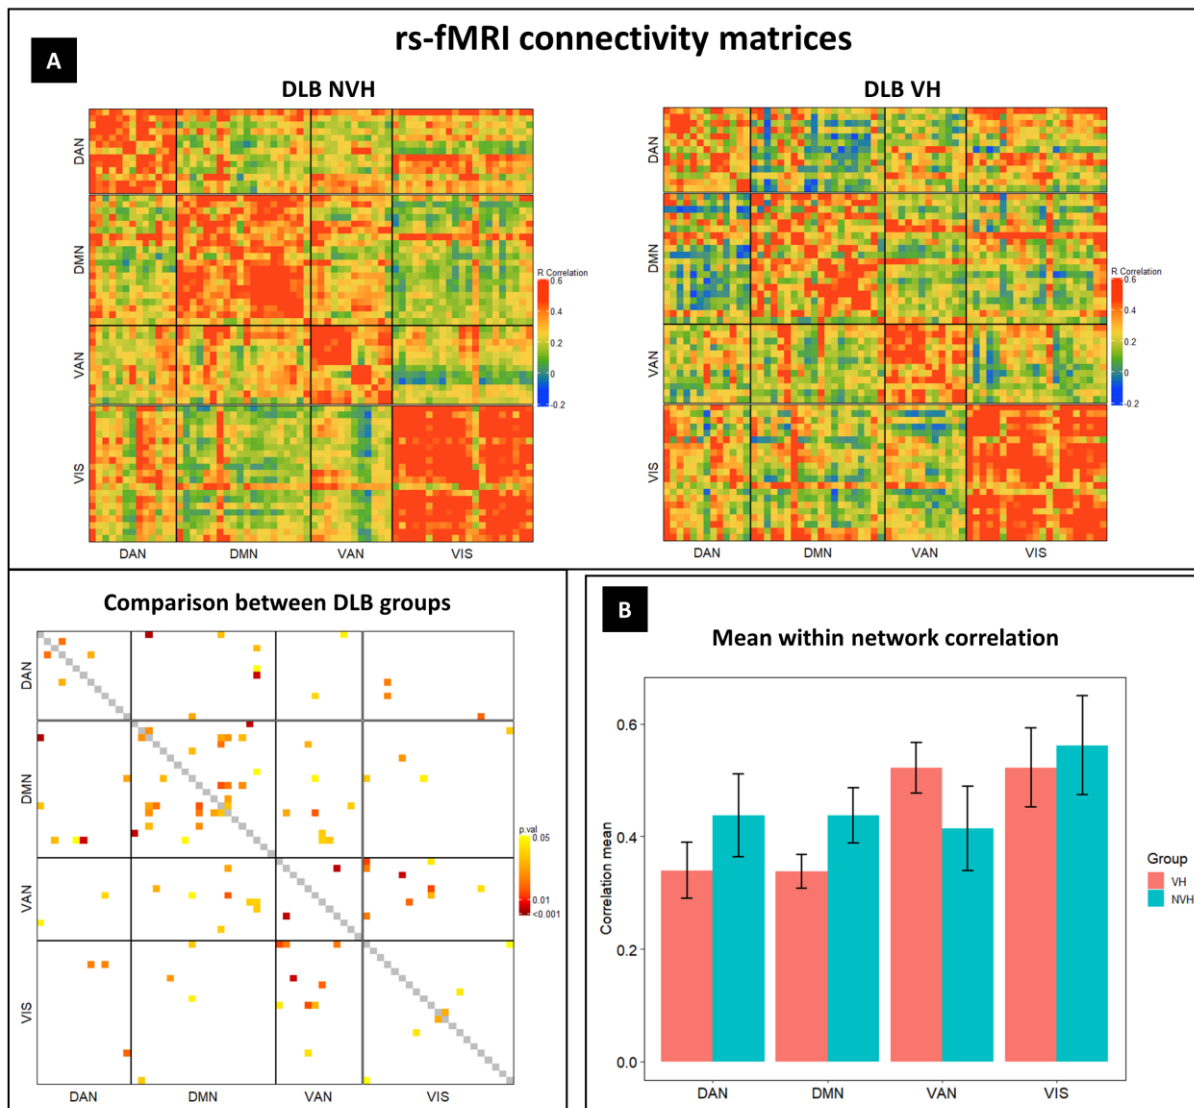 rs-fMRI connectivity matrices
A
DLB NVH
DLB VH
DAN
DMN
VAN
VIS
DAN DMN VAN VIS
R Correlation
0.6
0.4
0.2
0
-0.2
DAN
DMN
VAN
VIS
DAN DMN VAN VIS
R Correlation
0.6
0.4
0.2
0
-0.2
Comparison between DLB groups
DAN
DMN
VAN
VIS
DAN DMN VAN VIS
p.val
0.05
0.01
<0.001
B
Mean within network correlation
Correlation mean
0.6
0.4
0.2
0.0
DAN DMN VAN VIS
Group
VH
NVH